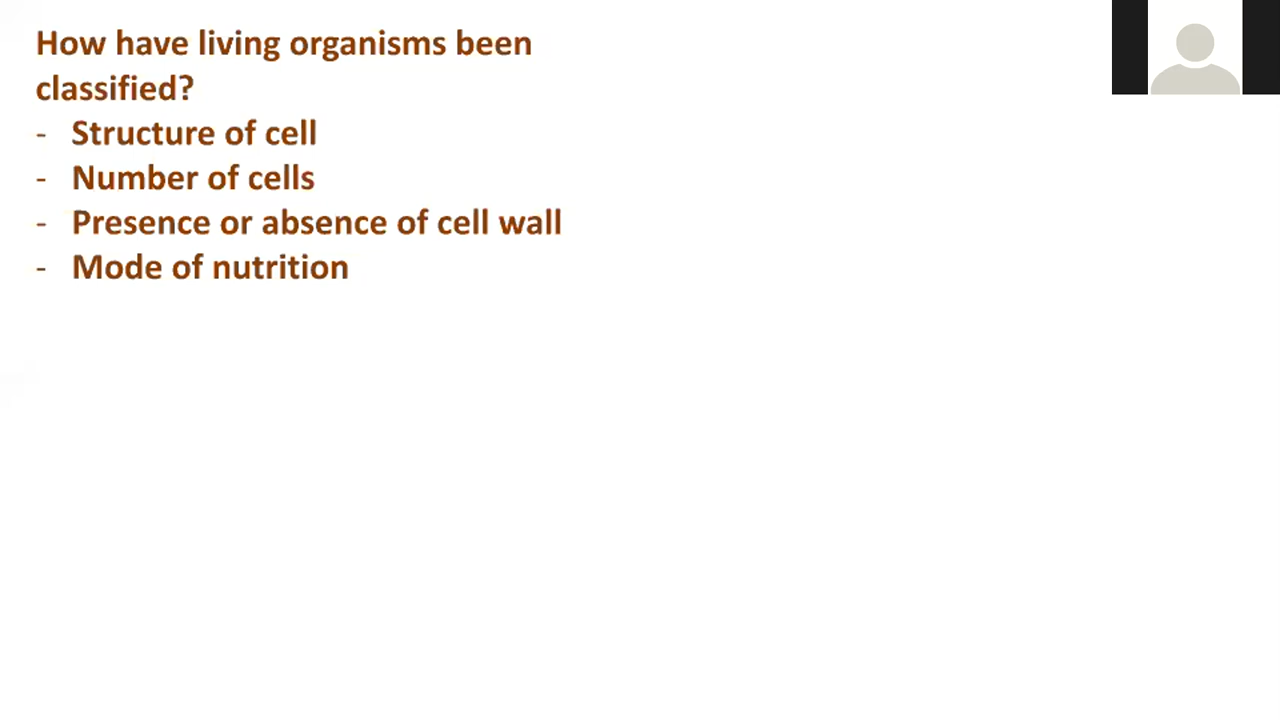 How have living organisms been
classified?
- Structure of cell
- Number of cells
- Presence or absence of cell wall
- Mode of nutrition